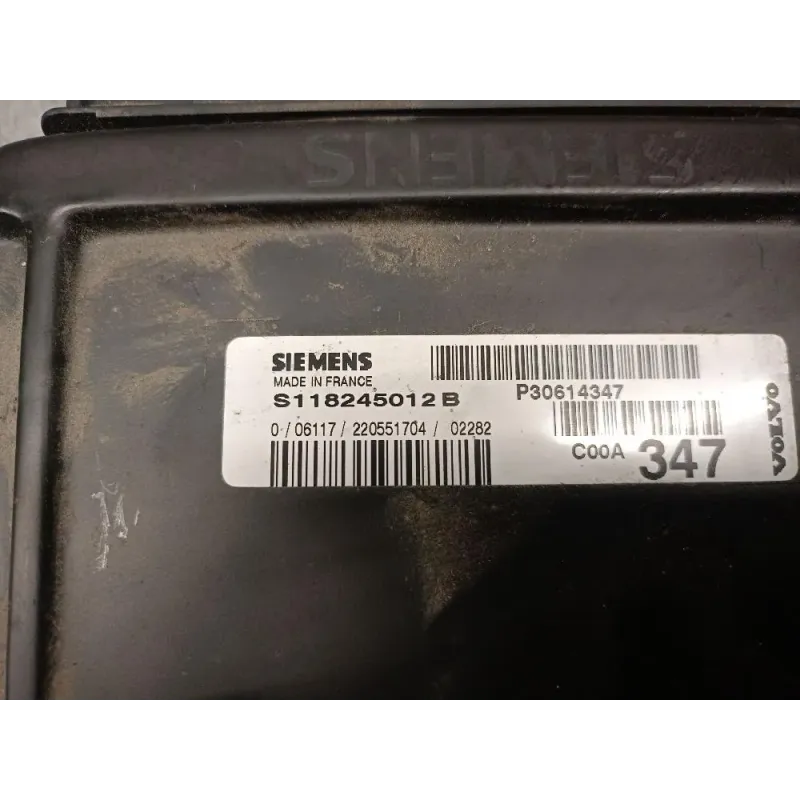 SIEMENS
SIEMENS
MADE IN FRANCE
S118245012 B
P30614347
0 / 06117 / 220551704 / 02282
C00A 347
VOLVO